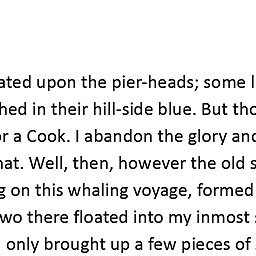 ated upon the pier-heads; some l
hed in their hill-side blue. But tho
r a Cook. I abandon the glory and
hat. Well, then, however the old s
g on this whaling voyage, formed
wo there floated into my inmost s
only brought up a few pieces of